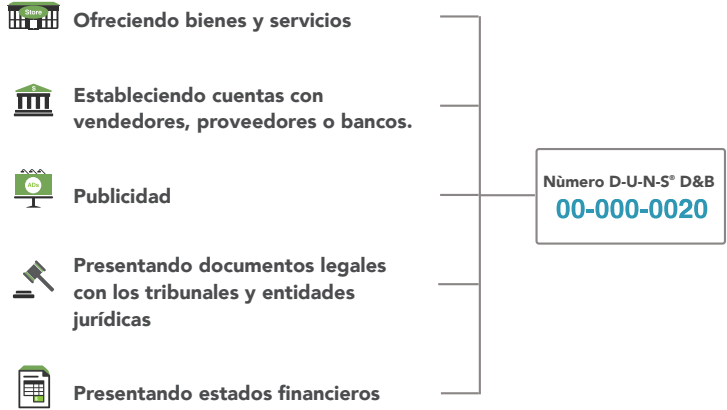 Store
Ofreciendo bienes y servicios
$
Estableciendo cuentas con
vendedores, proveedores o bancos.
ADs
Publicidad
Nùmero D-U-N-S® D&B
00-000-0020
Presentando documentos legales
con los tribunales y entidades
jurídicas
Presentando estados financieros